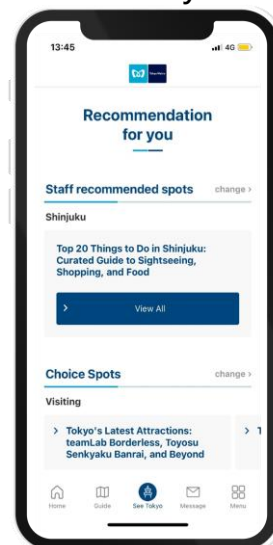 13:45
4G
Recommendation
for you
Staff recommended spots
change >
Shinjuku
Top 20 Things to Do in Shinjuku:
Curated Guide to Sightseeing,
Shopping, and Food
> View All
Choice Spots
change >
Visiting
> Tokyo's Latest Attractions:
teamLab Borderless, Toyosu
Senkyaku Banrai, and Beyond
> T
Home
Guide
See Tokyo
Message
Menu